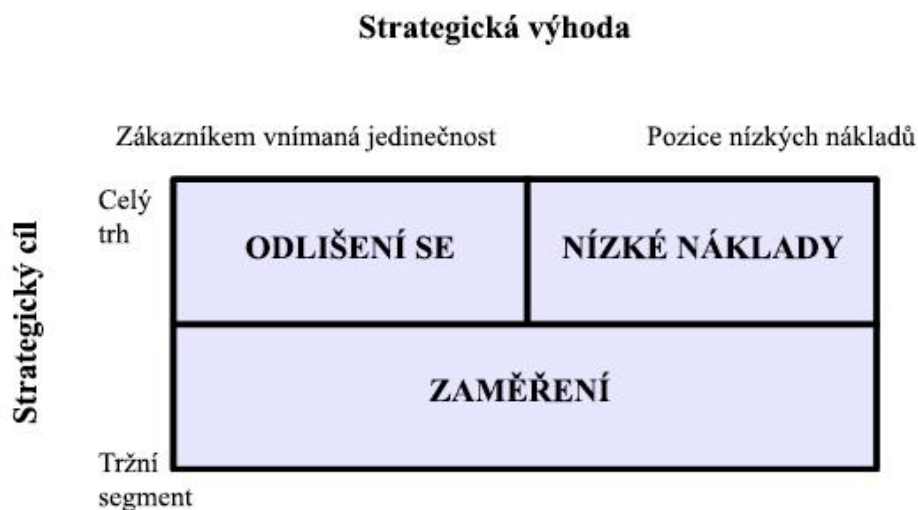 Strategická výhoda
Zákazníkem vnímaná jedinečnost
Pozice nízkých nákladů
Strategický cíl
Celý
trh
ODLIŠENÍ SE
NÍZKÉ NÁKLADY
ZAMĚŘENÍ
Tržní
segment